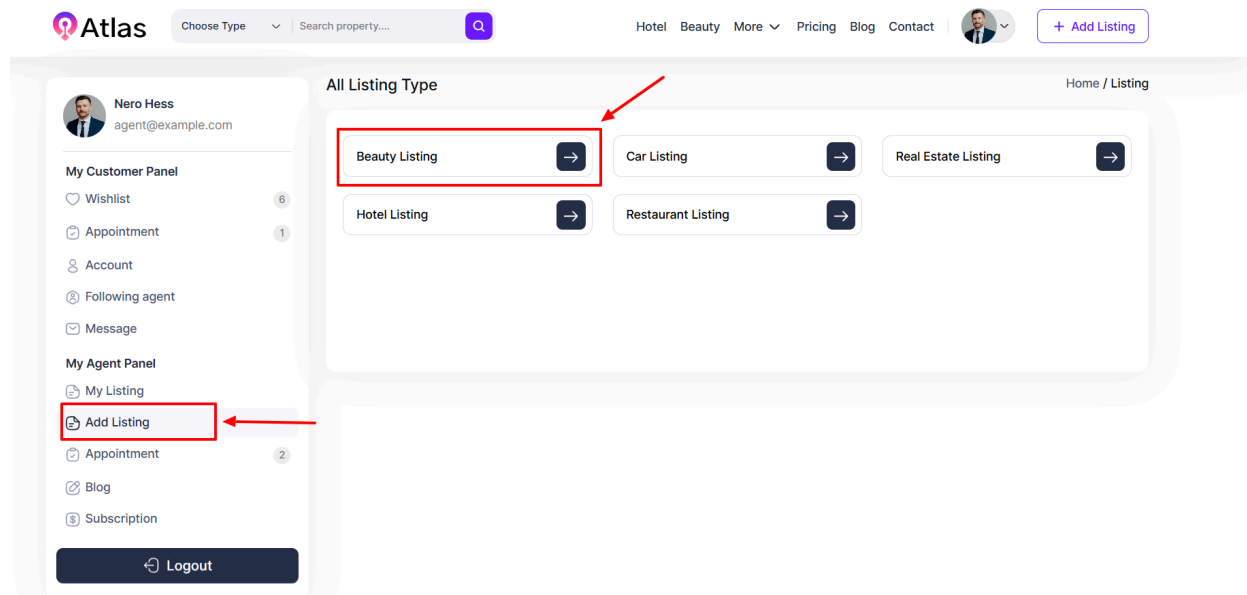 Atlas
Choose Type
Search property....
Hotel Beauty More Pricing Blog Contact
+ Add Listing
Nero Hess
agent@example.com
My Customer Panel
Wishlist 6
Appointment 1
Account
Following agent
Message
My Agent Panel
My Listing
Add Listing
Appointment 2
Blog
Subscription
Logout
All Listing Type
Home / Listing
Beauty Listing
Car Listing
Real Estate Listing
Hotel Listing
Restaurant Listing